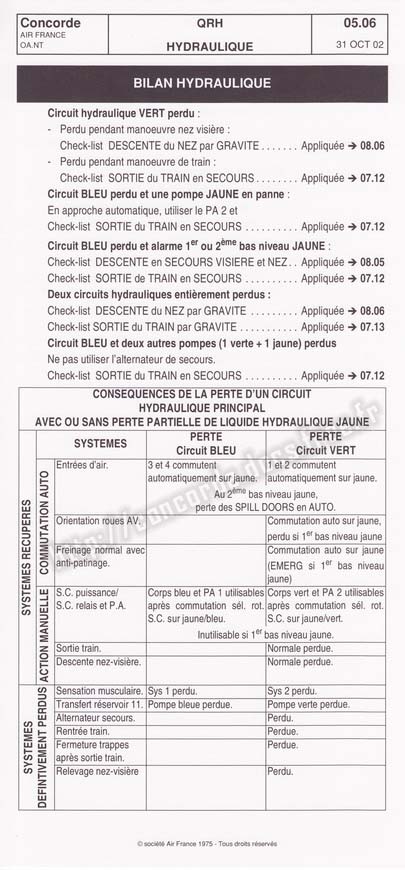 Concorde QRH 05.06
AIR FRANCE
OA.NT HYDRAULIQUE 31 OCT 02
BILAN HYDRAULIQUE
Circuit hydraulique VERT perdu :
- Perdu pendant manoeuvre nez visière :
Check-list DESCENTE du NEZ par GRAVITE . . . . . . . Appliquée ➔ 08.06
- Perdu pendant manoeuvre de train :
Check-list SORTIE du TRAIN en SECOURS . . . . . . . . Appliquée ➔ 07.12
Circuit BLEU perdu et une pompe JAUNE en panne :
En approche automatique, utiliser le PA 2 et
Check-list SORTIE du TRAIN en SECOURS . . . . . . . . . . Appliquée ➔ 07.12
Circuit BLEU perdu et alarme 1er ou 2ème bas niveau JAUNE :
Check-list DESCENTE en SECOURS VISIERE et NEZ . . Appliquée ➔ 08.05
Check-list SORTIE de TRAIN en SECOURS . . . . . . . . . . Appliquée ➔ 07.12
Deux circuits hydrauliques entièrement perdus :
Check-list DESCENTE du NEZ par GRAVITE . . . . . . . . . Appliquée ➔ 08.06
Check-list SORTIE du TRAIN par GRAVITE . . . . . . . . . . . Appliquée ➔ 07.13
Circuit BLEU et deux autres pompes (1 verte + 1 jaune) perdus
Ne pas utiliser l'alternateur de secours.
Check-list SORTIE du TRAIN en SECOURS . . . . . . . . . . Appliquée ➔ 07.12
CONSEQUENCES DE LA PERTE D'UN CIRCUIT
HYDRAULIQUE PRINCIPAL
AVEC OU SANS PERTE PARTIELLE DE LIQUIDE HYDRAULIQUE JAUNE
SYSTEMES
PERTE
Circuit BLEU
PERTE
Circuit VERT
SYSTEMES RECUPERES
COMMUTATION AUTO
Entrées d'air.
3 et 4 commutent
automatiquement sur jaune.
1 et 2 commutent
automatiquement sur jaune.
Au 2ème bas niveau jaune,
perte des SPILL DOORS en AUTO.
Orientation roues AV.
Commutation auto sur jaune,
perdu si 1er bas niveau jaune
Freinage normal avec
anti-patinage.
Commutation auto sur jaune
(EMERG si 1er bas niveau
jaune)
ACTION MANUELLE
S.C. puissance/
S.C. relais et P.A.
Corps bleu et PA 1 utilisables
après commutation sél. rot.
S.C. sur jaune/bleu.
Corps vert et PA 2 utilisables
après commutation sél. rot.
S.C. sur jaune/vert.
Inutilisable si 1er bas niveau jaune.
Sortie train. Normale perdue.
Descente nez-visière. Normale perdue.
SYSTEMES
DEFINTIVEMENT PERDUS
Sensation musculaire. Sys 1 perdu. Sys 2 perdu.
Transfert réservoir 11. Pompe bleue perdue. Pompe verte perdue.
Alternateur secours. Perdu.
Rentrée train. Perdue.
Fermeture trappes
après sortie train.
Perdue.
Relevage nez-visière Perdu.
© société Air France 1975 - Tous droits réservés